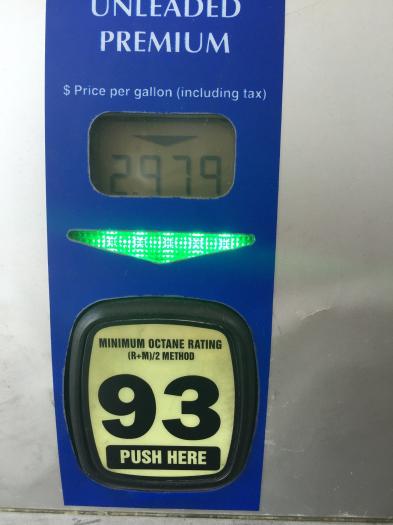 UNLEADED
PREMIUM
$ Price per gallon (including tax)
2.979
MINIMUM OCTANE RATING
(R+M)/2 METHOD
93
PUSH HERE